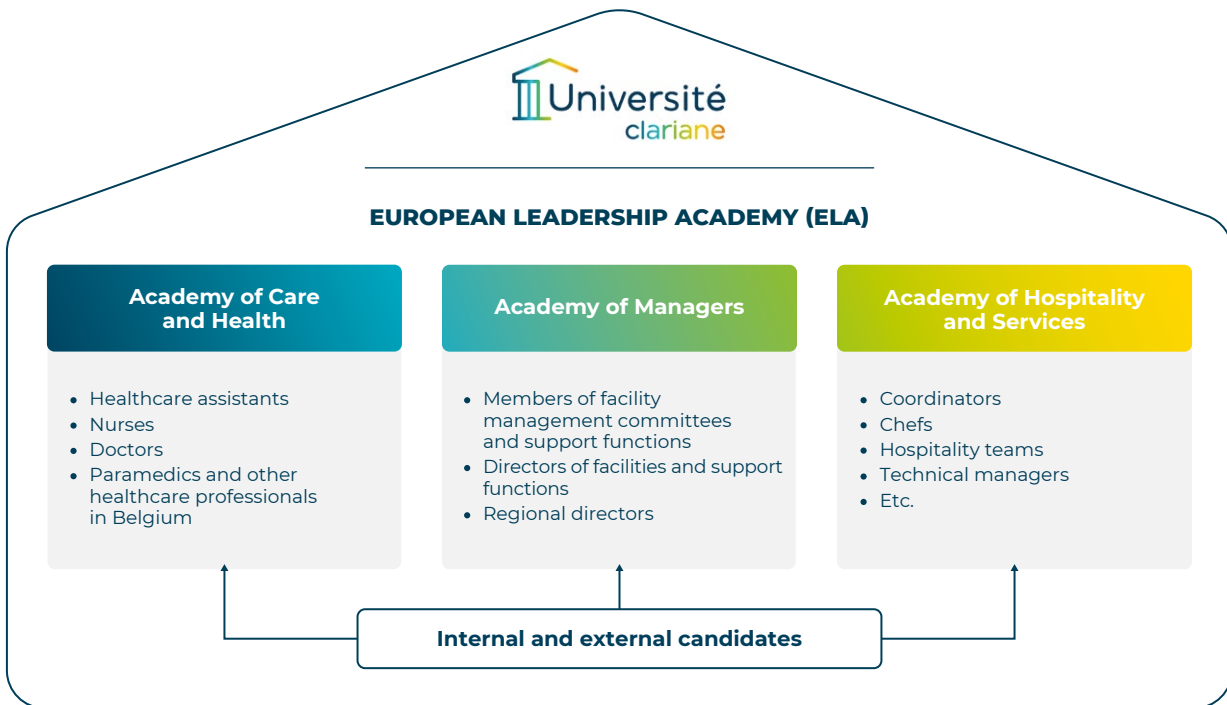 Université
clariane
EUROPEAN LEADERSHIP ACADEMY (ELA)
Academy of Care
and Health
• Healthcare assistants
• Nurses
• Doctors
• Paramedics and other
healthcare professionals
in Belgium
Academy of Managers
• Members of facility
management committees
and support functions
• Directors of facilities and support
functions
• Regional directors
Academy of Hospitality
and Services
• Coordinators
• Chefs
• Hospitality teams
• Technical managers
• Etc.
Internal and external candidates